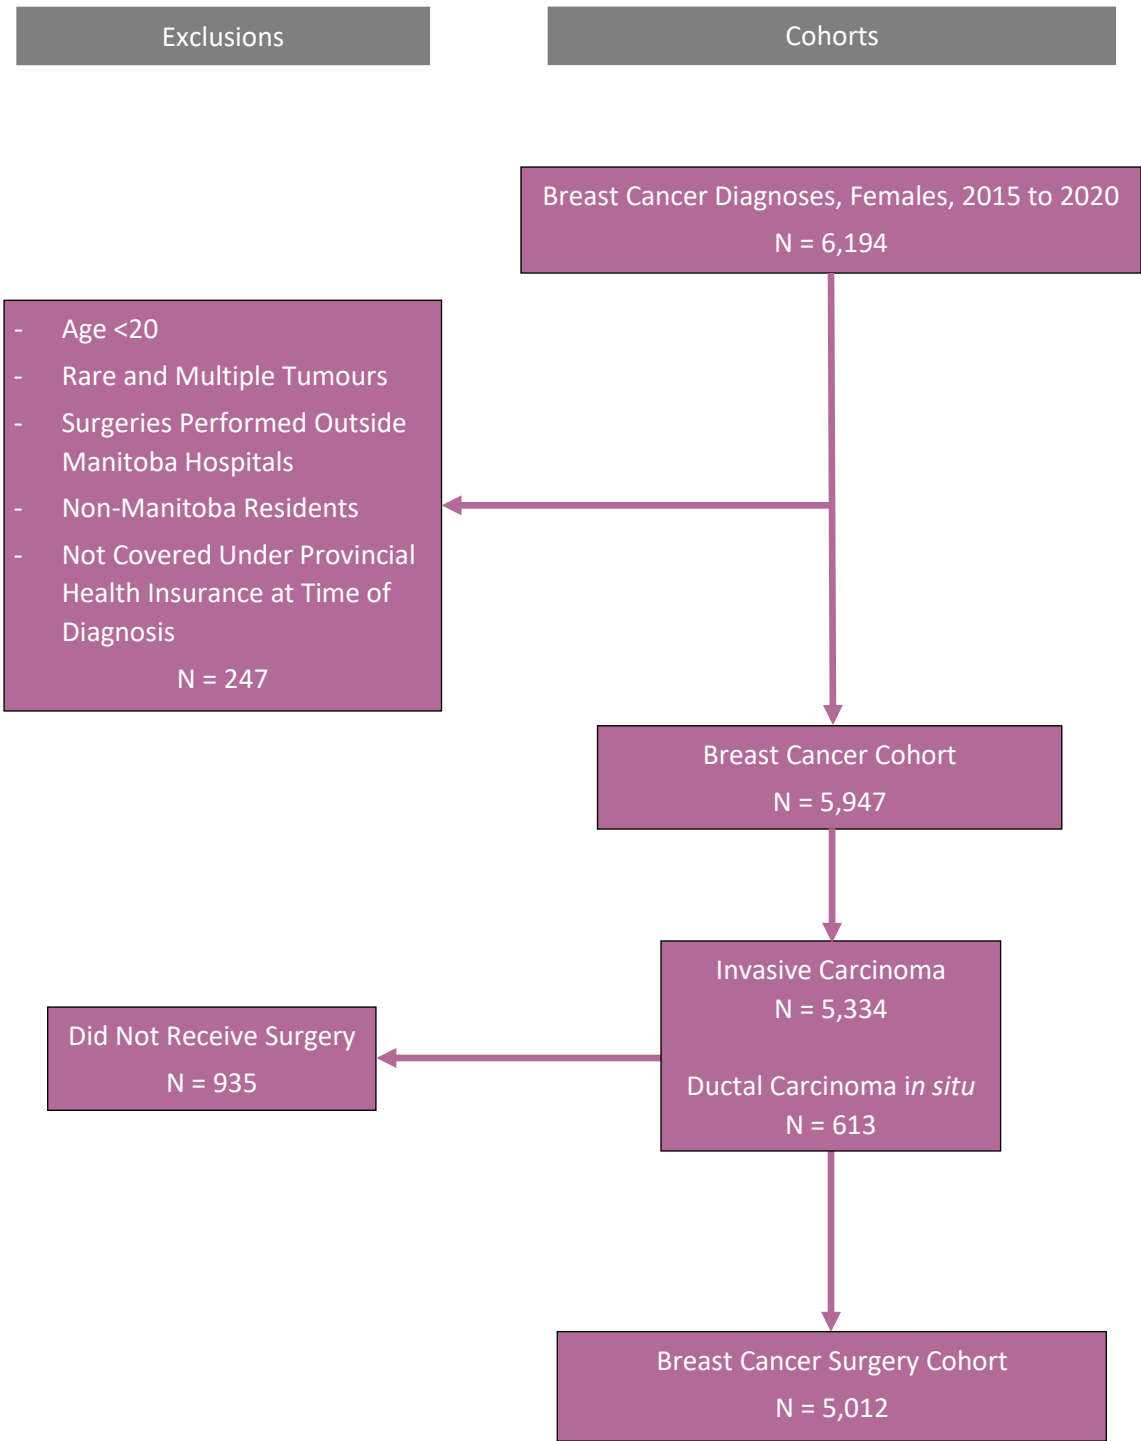 Exclusions
Cohorts
Breast Cancer Diagnoses, Females, 2015 to 2020
N = 6,194
- Age <20
- Rare and Multiple Tumours
- Surgeries Performed Outside
Manitoba Hospitals
- Non-Manitoba Residents
- Not Covered Under Provincial
Health Insurance at Time of
Diagnosis
N = 247
Breast Cancer Cohort
N = 5,947
Invasive Carcinoma
N = 5,334
Ductal Carcinoma in situ
N = 613
Did Not Receive Surgery
N = 935
Breast Cancer Surgery Cohort
N = 5,012